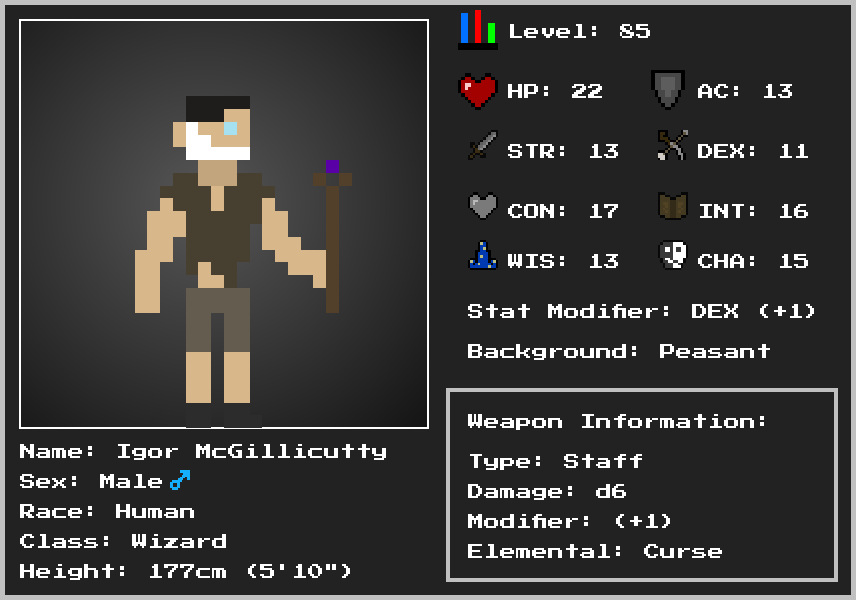 Level: 85
HP: 22
AC: 13
STR: 13
DEX: 11
CON: 17
INT: 16
WIS: 13
CHA: 15
Stat Modifier: DEX (+1)
Background: Peasant
Weapon Information:
Type: Staff
Damage: d6
Modifier: (+1)
Elemental: Curse
Name: Igor McGillicutty
Sex: Male♂
Race: Human
Class: Wizard
Height: 177cm (5'10")